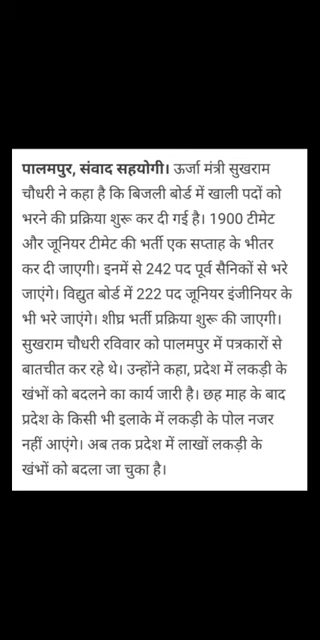 पालमपुर, संवाद सहयोगी। ऊर्जा मंत्री सुखराम
चौधरी ने कहा है कि बिजली बोर्ड में खाली पदों को
भरने की प्रक्रिया शुरू कर दी गई है। 1900 टीमेट
और जूनियर टीमेट की भर्ती एक सप्ताह के भीतर
कर दी जाएगी। इनमें से 242 पद पूर्व सैनिकों से भरे
जाएंगे। विद्युत बोर्ड में 222 पद जूनियर इंजीनियर के
भी भरे जाएंगे। शीघ्र भर्ती प्रक्रिया शुरू की जाएगी।
सुखराम चौधरी रविवार को पालमपुर में पत्रकारों से
बातचीत कर रहे थे। उन्होंने कहा, प्रदेश में लकड़ी के
खंभों को बदलने का कार्य जारी है। छह माह के बाद
प्रदेश के किसी भी इलाके में लकड़ी के पोल नजर
नहीं आएंगे। अब तक प्रदेश में लाखों लकड़ी के
खंभों को बदला जा चुका है।